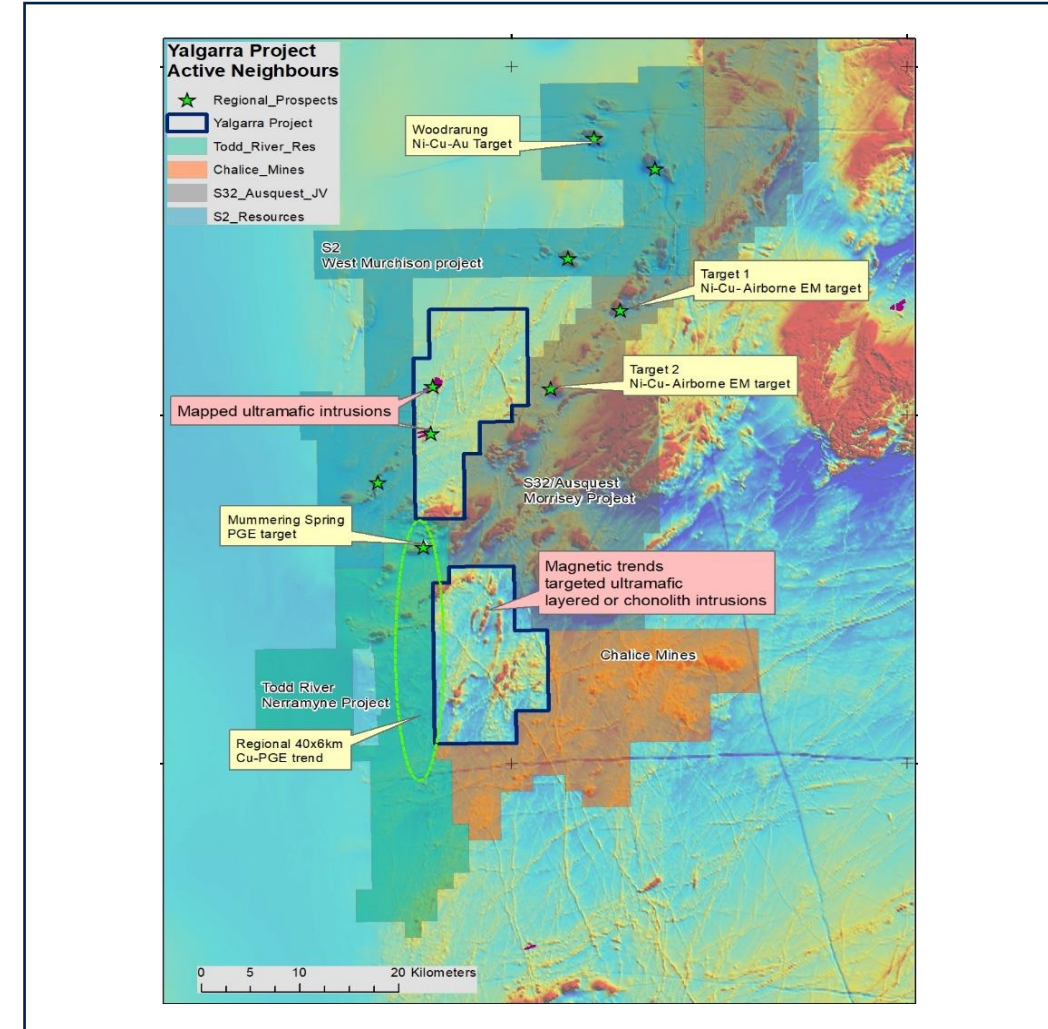 Yalgarra Project
Active Neighbours
Regional_Prospects
Yalgarra Project
Todd_River_Res
Chalice_Mines
S32_Ausquest_JV
S2_Resources
Woodrarung
Ni-Cu-Au Target
S2
West Murchison project
Target 1
Ni-Cu- Airborne EM target
Target 2
Ni-Cu- Airborne EM target
Mapped ultramafic intrusions
S32/Ausquest
Morrisey Project
Mummering Spring
PGE target
Magnetic trends
targeted ultramafic
layered or chonolith intrusions
Chalice Mines
Todd River
Nerramyne Project
Regional 40x6km
Cu-PGE trend
0 5 10 20 Kilometers